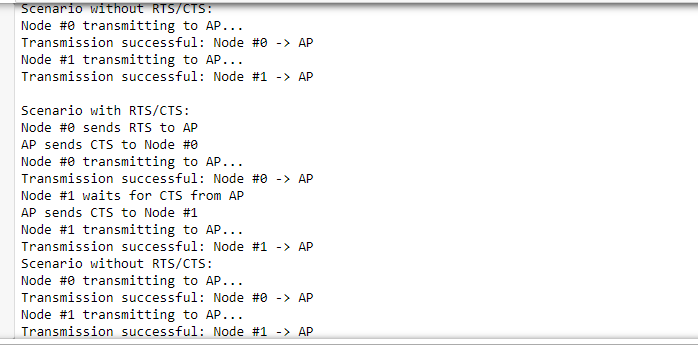 Scenario without RTS/CTS:
Node #0 transmitting to AP...
Transmission successful: Node #0 -> AP
Node #1 transmitting to AP...
Transmission successful: Node #1 -> AP

Scenario with RTS/CTS:
Node #0 sends RTS to AP
AP sends CTS to Node #0
Node #0 transmitting to AP...
Transmission successful: Node #0 -> AP
Node #1 waits for CTS from AP
AP sends CTS to Node #1
Node #1 transmitting to AP...
Transmission successful: Node #1 -> AP
Scenario without RTS/CTS:
Node #0 transmitting to AP...
Transmission successful: Node #0 -> AP
Node #1 transmitting to AP...
Transmission successful: Node #1 -> AP